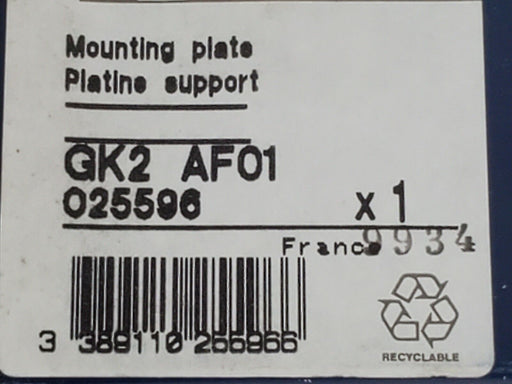 Mounting plate
Platine support
GK2 AF01
025596
x 1
France 9934
3 389110 255966
RECYCLABLE